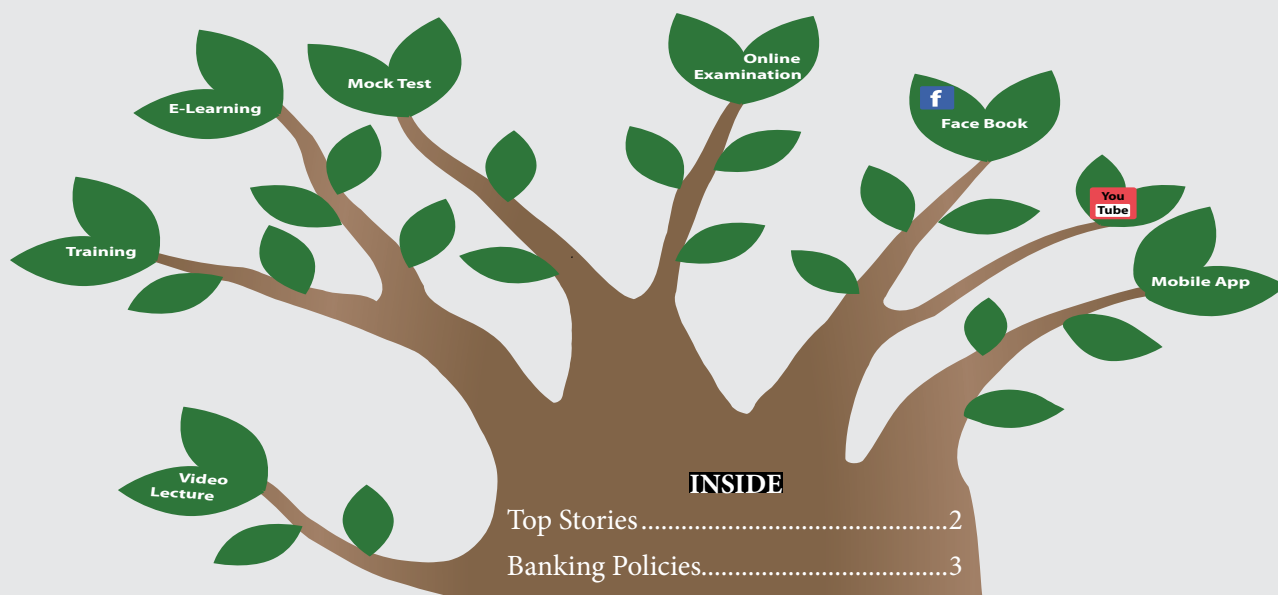 Online
Examination
Mock Test
E-Learning
f
Face Book
You
Tube
Training
Mobile App
Video
Lecture
INSIDE
Top Stories..............................................2
Banking Policies.....................................3